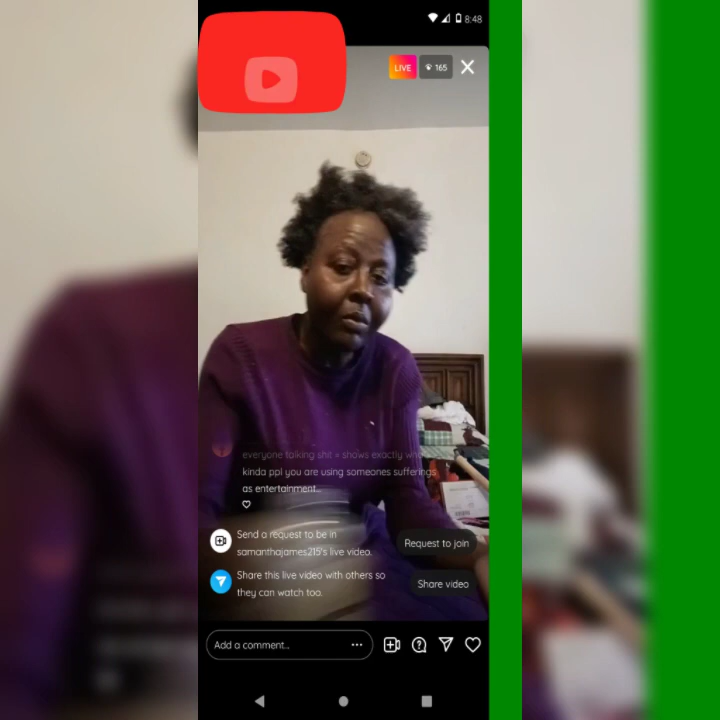 8:48
LIVE 165
everyone talking shit = shows exactly who
kinda ppl you are using someones sufferings
as entertainment...
Send a request to be in
samanthajames215's live video.
Request to join
Share this live video with others so
they can watch too.
Share video
Add a comment...